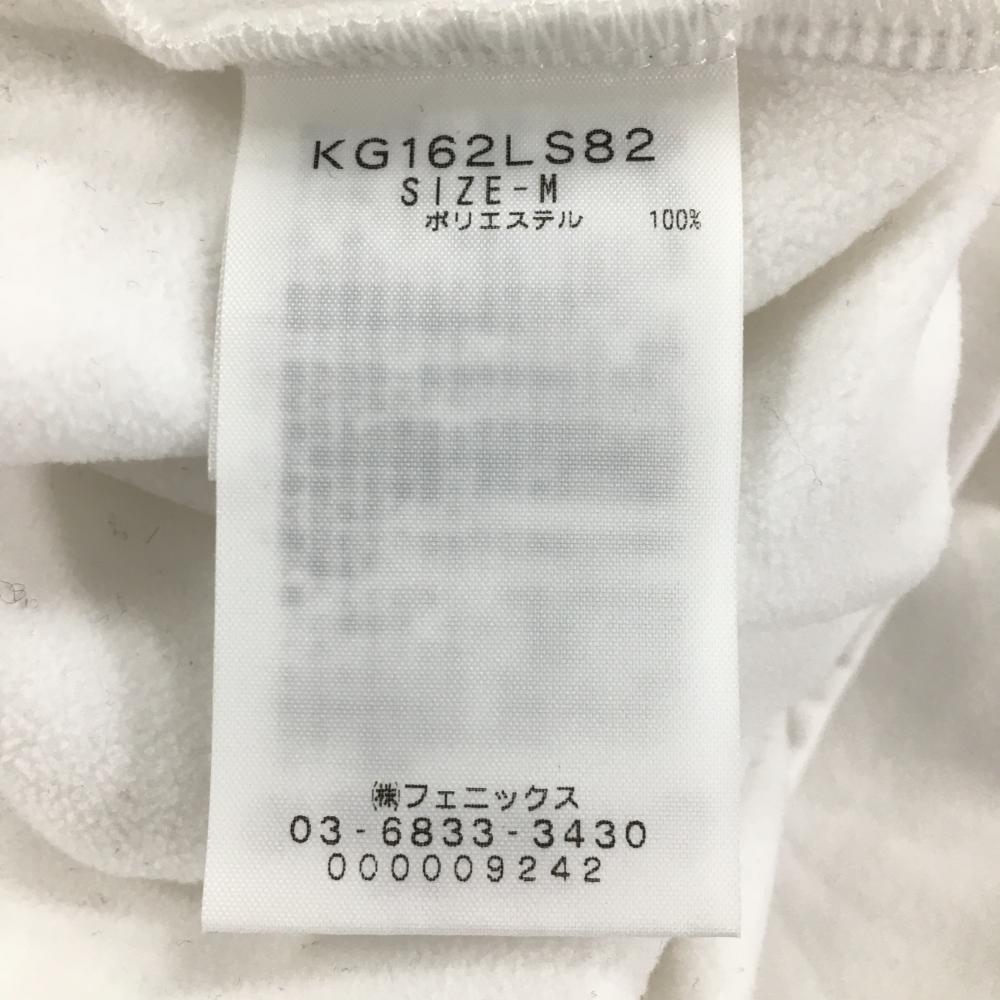 KG162LS82
SIZE-M
ポリエステル 100%
㈱フェニックス
03-6833-3430
000009242